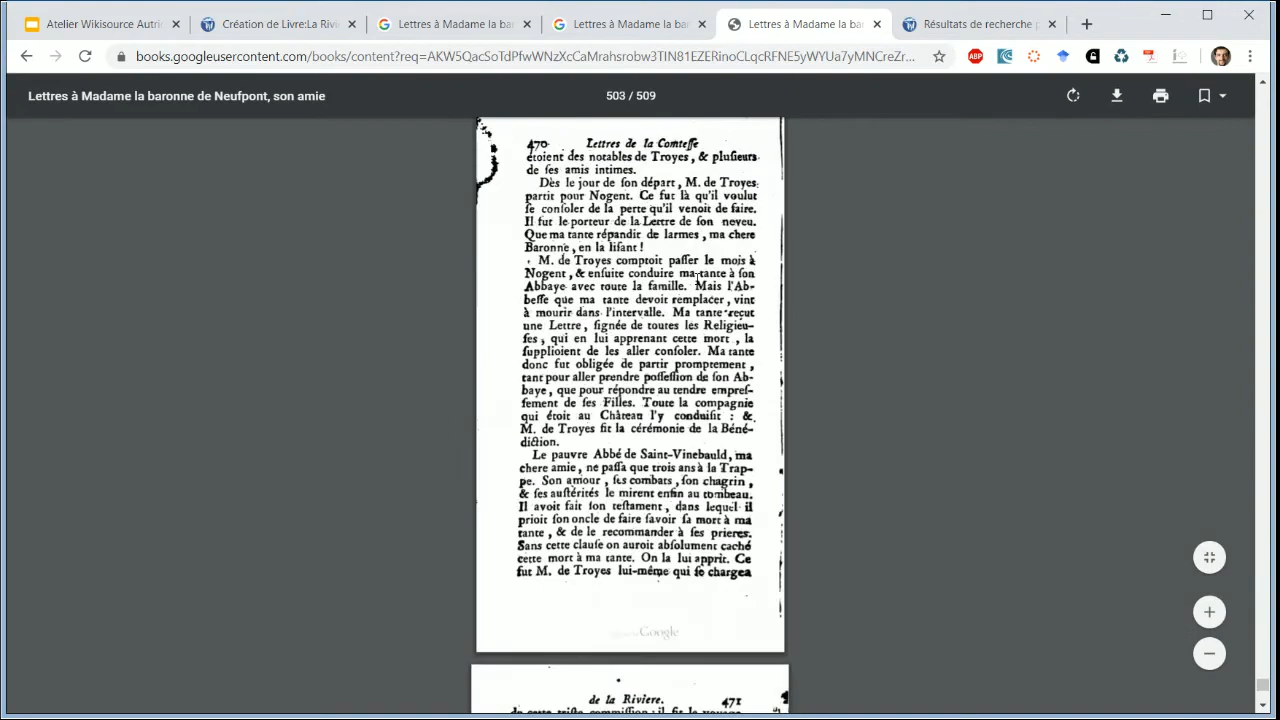 Atelier Wikisource Autri
Création de Livre:La Rivi
Lettres à Madame la ba
Lettres à Madame la bar
Lettres à Madame la ba
Résultats de recherche p
books.googleusercontent.com/books/content?req=AKW5QaeSoTdPfwWNzXcCaMrahsrobw3TIN81EZERinoCLqcRFNE5yWYUa7yMNCreZr...
ABP
Lettres à Madame la baronne de Neufpont, son amie
503 / 509
470 Lettres de la Comteſſe
étoient des notables de Troyes, & pluſieurs
de ſes amis intimes.
Dès le jour de ſon départ, M. de Troyes
partit pour Nogent. Ce fut là qu'il voulut
ſe conſoler de la perte qu'il venoit de faire.
Il fut le porteur de la Lettre de ſon neveu.
Que ma tante répandit de larmes, ma chere
Baronne, en la liſant !
M. de Troyes comptoit paſſer le mois à
Nogent, & enſuite conduire ma tante à ſon
Abbaye avec toute la famille. Mais l'Ab-
beſſe que ma tante devoit remplacer, vint
à mourir dans l'intervalle. Ma tante reçut
une Lettre, ſignée de toutes les Religieu-
ſes, qui en lui apprenant cette mort, la
ſupplioient de les aller conſoler. Ma tante
donc fut obligée de partir promptement,
tant pour aller prendre poſſeſſion de ſon Ab-
baye, que pour répondre au tendre empreſ-
ſement de ſes Filles. Toute la compagnie
qui étoit au Château l'y conduiſit : &
M. de Troyes fit la cérémonie de la Béné-
diction.
Le pauvre Abbé de Saint-Vinebauld, ma
chere amie, ne paſſa que trois ans à la Trap-
pe. Son amour, ſes combats, ſon chagrin,
& ſes auſtérités le mirent enfin au tombeau.
Il avoit fait ſon teſtament, dans lequel il
prioit ſon oncle de faire ſavoir ſa mort à ma
tante, & de le recommander à ſes prieres.
Sans cette clauſe on auroit abſolument caché
cette mort à ma tante. On la lui apprit. Ce
fut M. de Troyes lui-même qui ſe chargea
Google
de la Riviere. 471
de cette triſte commiſſion : il fit le voyage